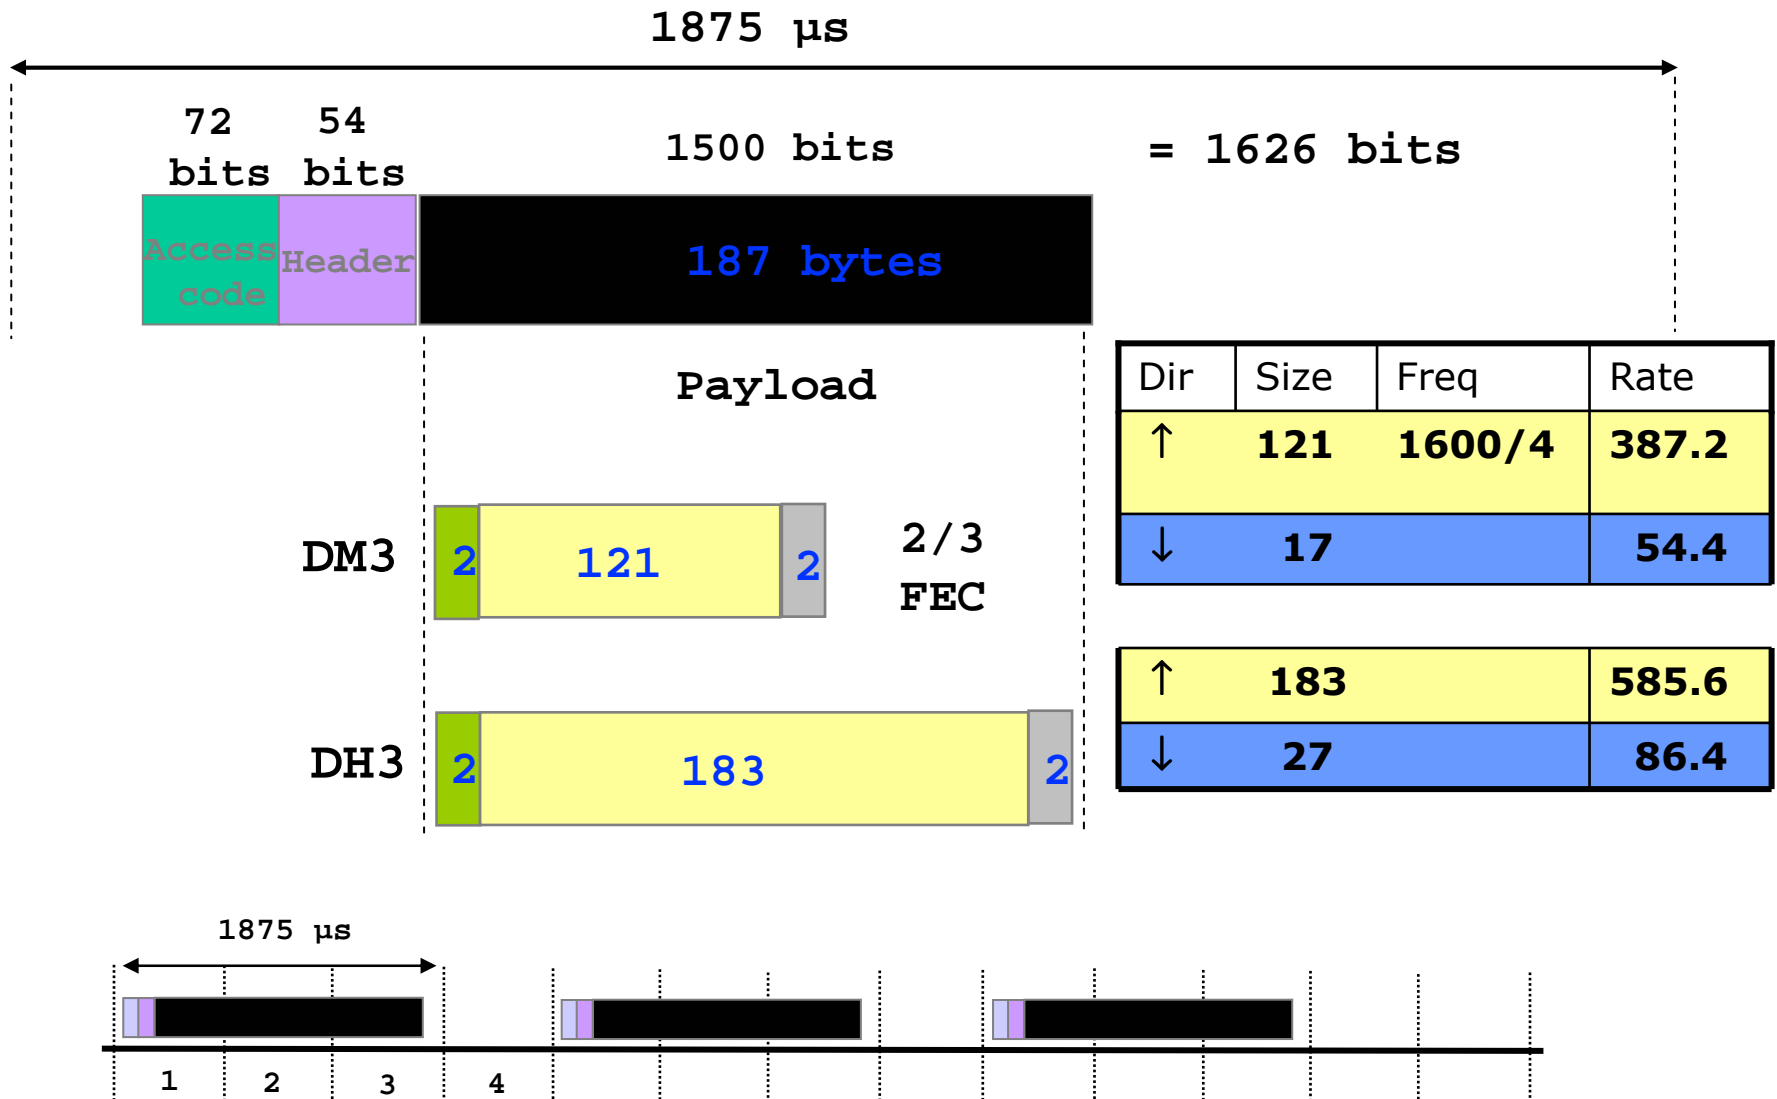 1875 µs
72 bits
54 bits
1500 bits
= 1626 bits
Access code
Header
187 bytes
Payload
Dir Size Freq Rate
↑ 121 1600/4 387.2
↓ 17 54.4
DM3
2 121 2
2/3 FEC
↑ 183 585.6
↓ 27 86.4
DH3
2 183 2
1875 µs
1 2 3 4